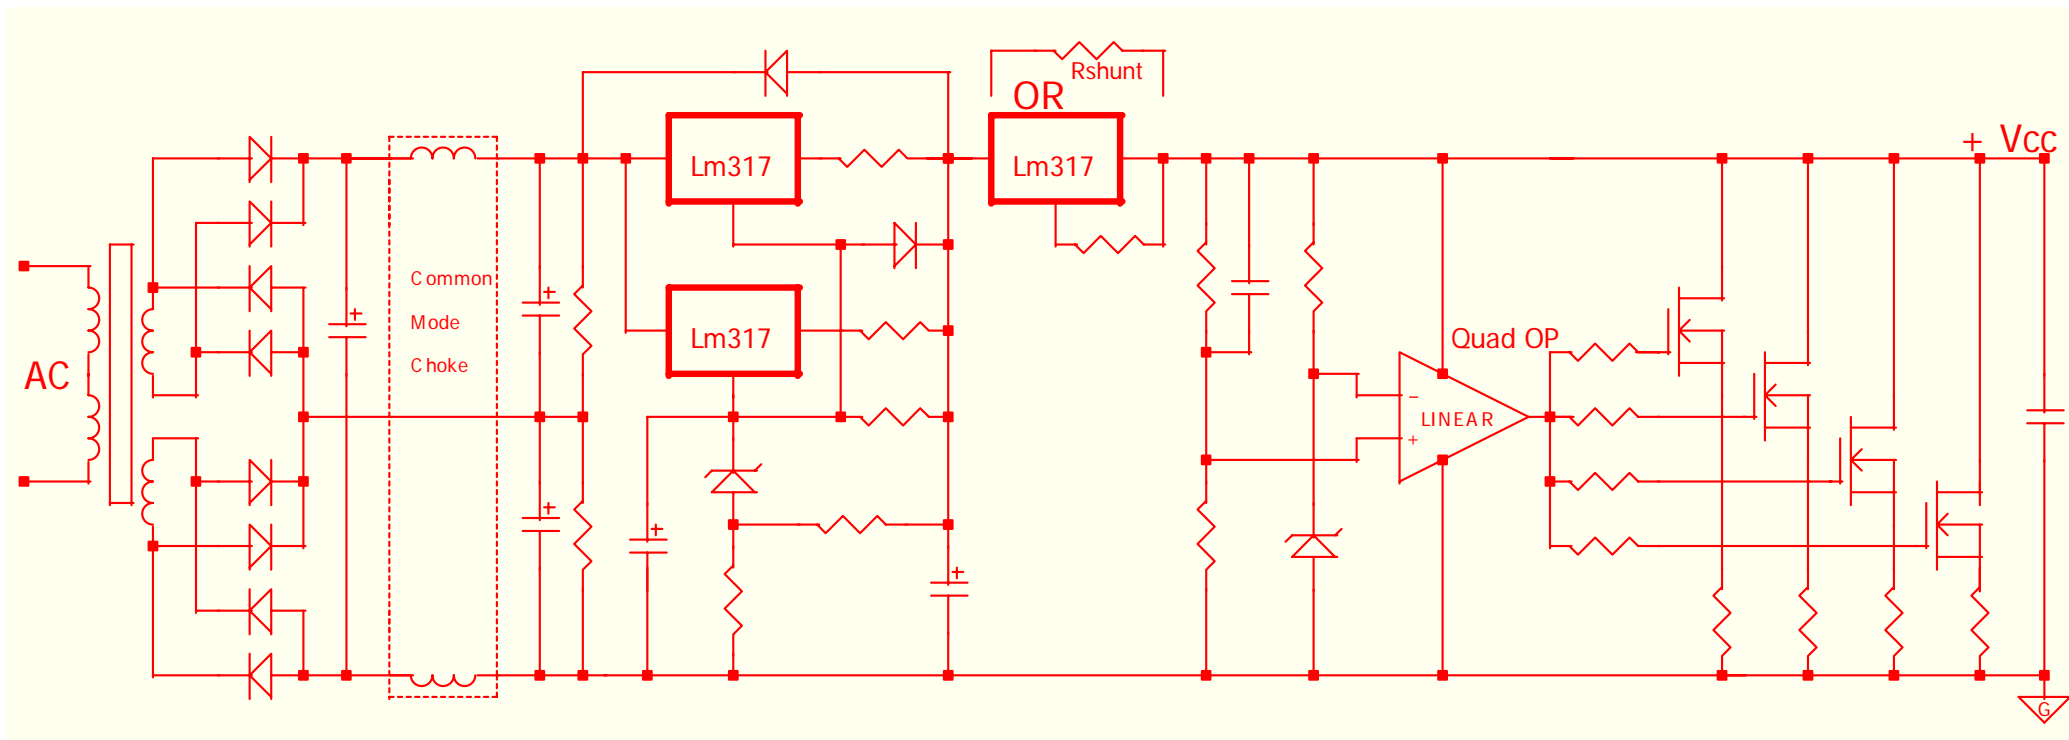 Rshunt
OR
+ Vcc
Lm317
Lm317
Common
Mode
Choke
+
+
Lm317
Quad OP
AC
−
LINEAR
+
+
+
+
G